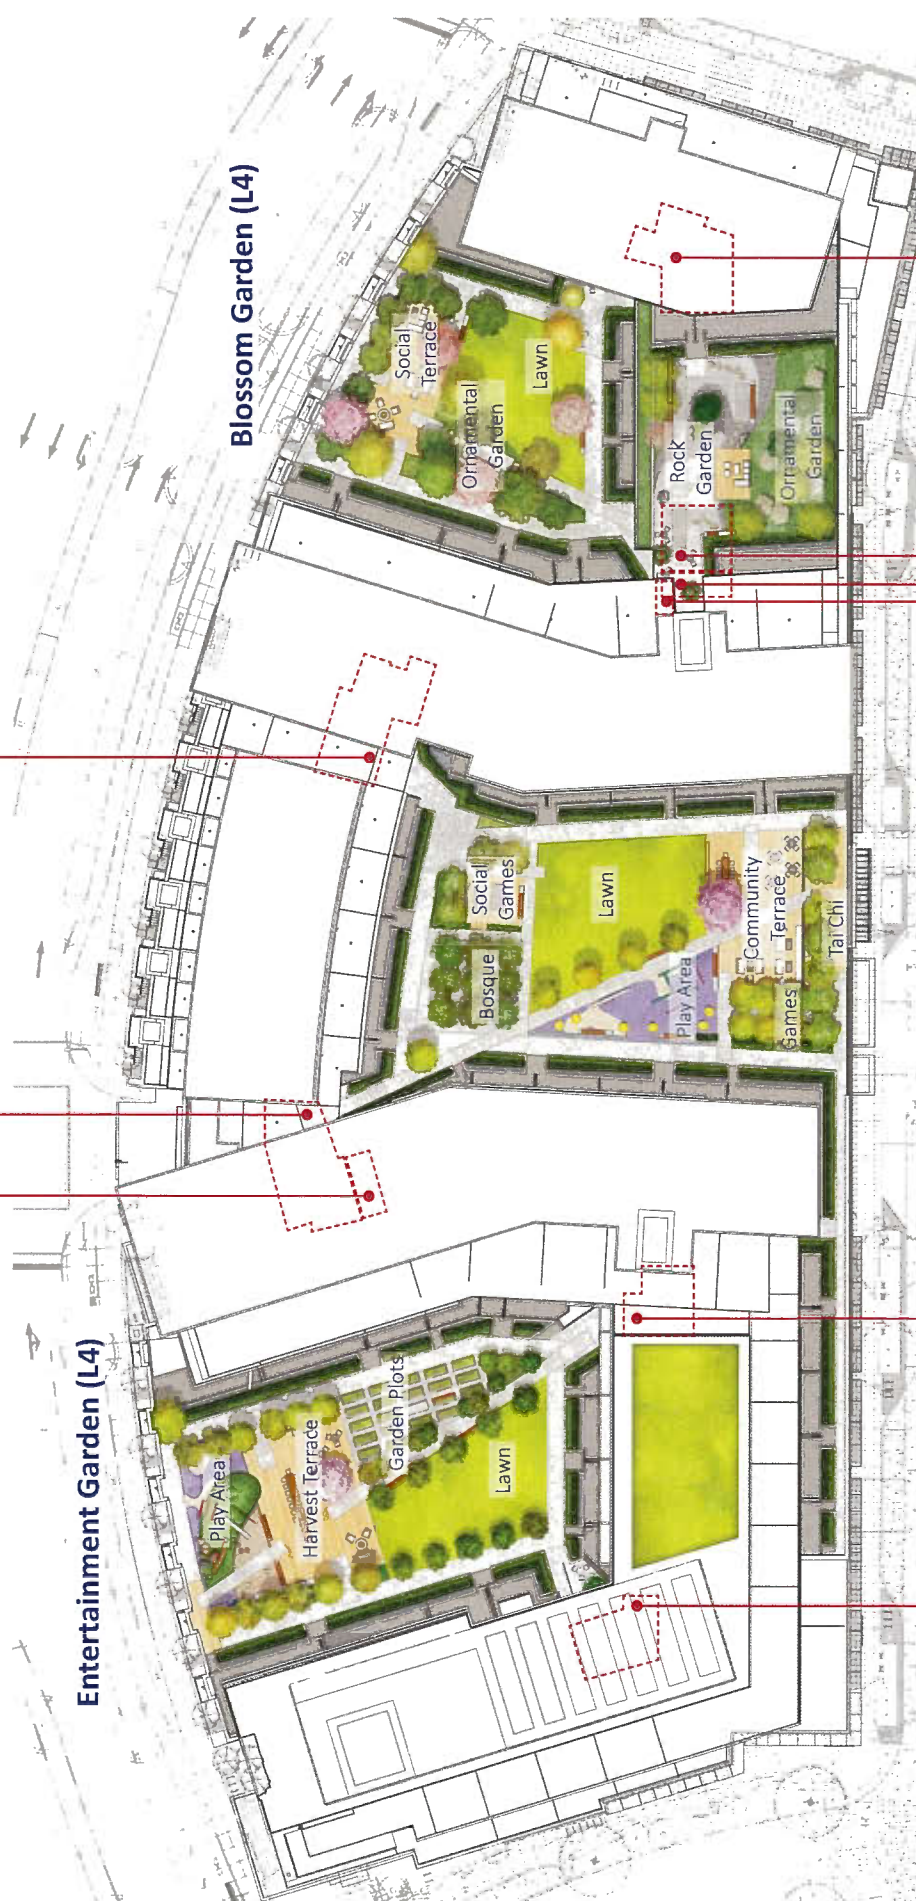 Entertainment Garden (L4)
Play Area
Harvest Terrace
Garden Plots
Lawn
Bosque
Social
Games
Lawn
Play Area
Community
Terrace
Games
Tai Chi
Blossom Garden (L4)
Social
Terrace
Ornamental
Garden
Lawn
Rock
Garden
Ornamental
Garden